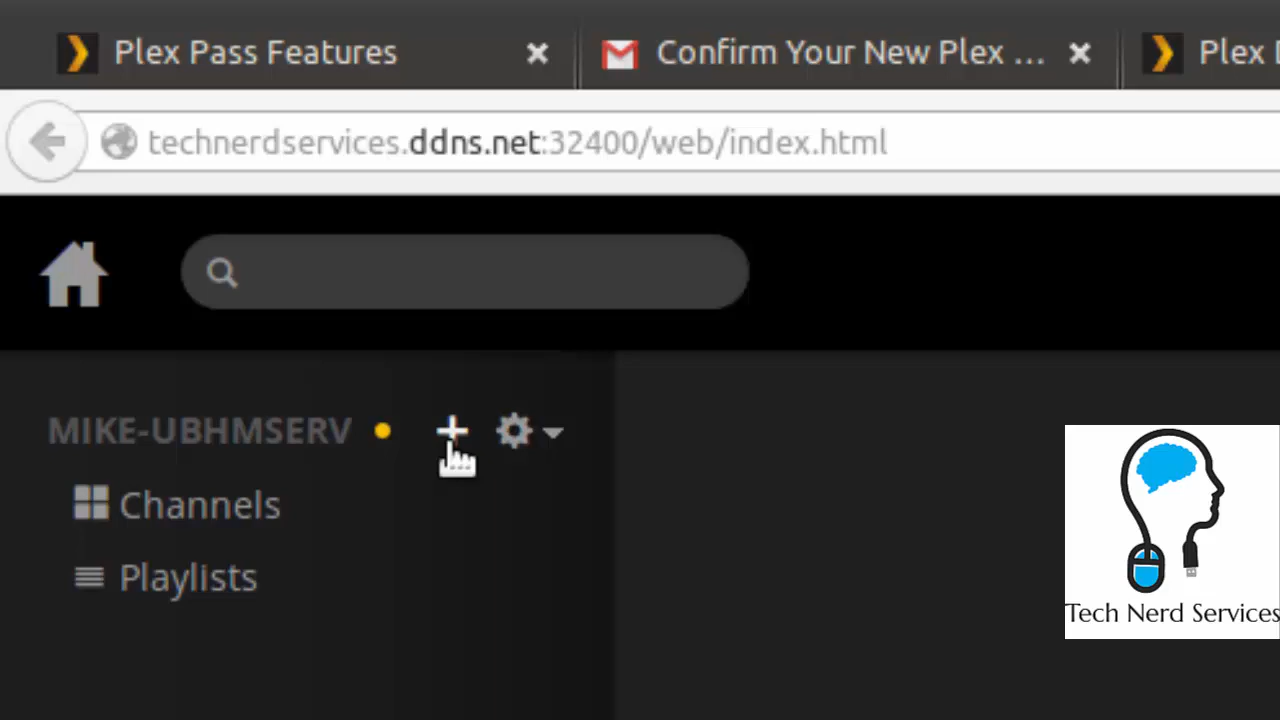 Plex Pass Features
Confirm Your New Plex ...
Plex
technerdservices.ddns.net:32400/web/index.html
MIKE-UBHMSERV
Channels
Playlists
Tech Nerd Services